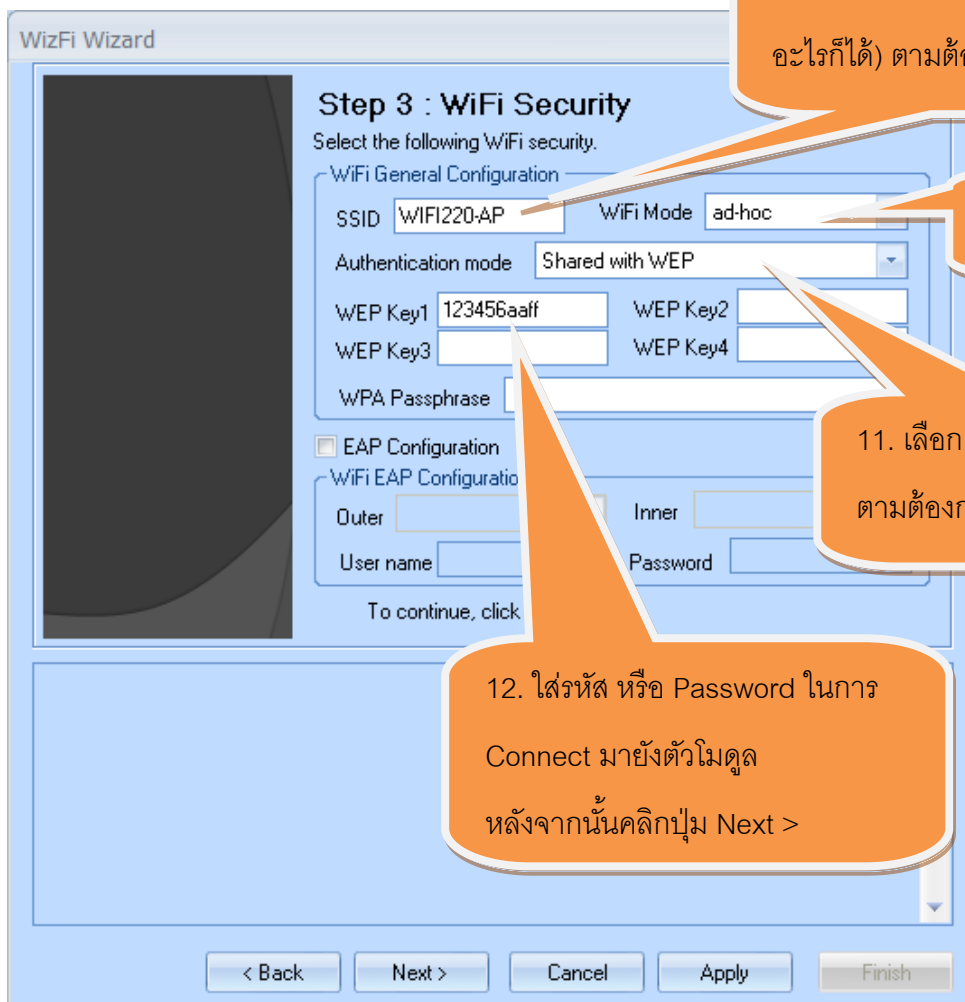 WizFi Wizard
อะไรก็ได้) ตามต้อ
Step 3 : WiFi Security
Select the following WiFi security.
WiFi General Configuration
SSID WIFI220-AP WiFi Mode ad-hoc
Authentication mode Shared with WEP
WEP Key1 123456aaff WEP Key2
WEP Key3 WEP Key4
WPA Passphrase
11. เลือก
ตามต้องก
EAP Configuration
WiFi EAP Configuratio
Outer Inner
User name Password
To continue, click
12. ใส่รหัส หรือ Password ในการ
Connect มายังตัวโมดูล
หลังจากนั้นคลิกปุ่ม Next >
< Back Next > Cancel Apply Finish